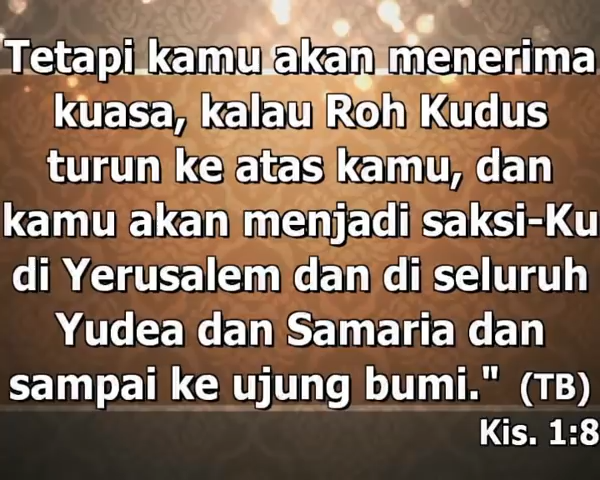 Tetapi kamu akan menerima
kuasa, kalau Roh Kudus
turun ke atas kamu, dan
kamu akan menjadi saksi-Ku
di Yerusalem dan di seluruh
Yudea dan Samaria dan
sampai ke ujung bumi." (TB)
Kis. 1:8